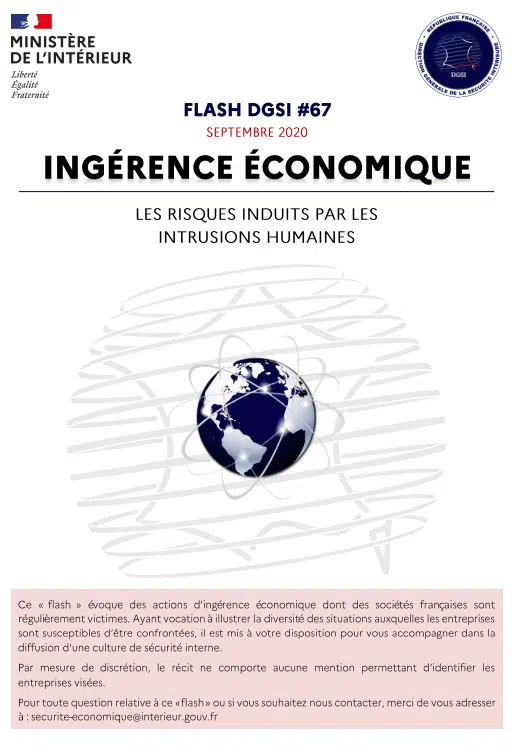 MINISTÈRE
DE L'INTÉRIEUR
Liberté
Égalité
Fraternité
RÉPUBLIQUE FRANÇAISE
DGSI
DIRECTION GÉNÉRALE DE LA SÉCURITÉ INTÉRIEURE
FLASH DGSI #67
SEPTEMBRE 2020
INGÉRENCE ÉCONOMIQUE
LES RISQUES INDUITS PAR LES
INTRUSIONS HUMAINES
Ce « flash » évoque des actions d'ingérence économique dont des sociétés françaises sont
régulièrement victimes. Ayant vocation à illustrer la diversité des situations auxquelles les entreprises
sont susceptibles d'être confrontées, il est mis à votre disposition pour vous accompagner dans la
diffusion d'une culture de sécurité interne.
Par mesure de discrétion, le récit ne comporte aucune mention permettant d'identifier les
entreprises visées.
Pour toute question relative à ce «flash» ou si vous souhaitez nous contacter, merci de vous adresser
à : securite-economique@interieur.gouv.fr